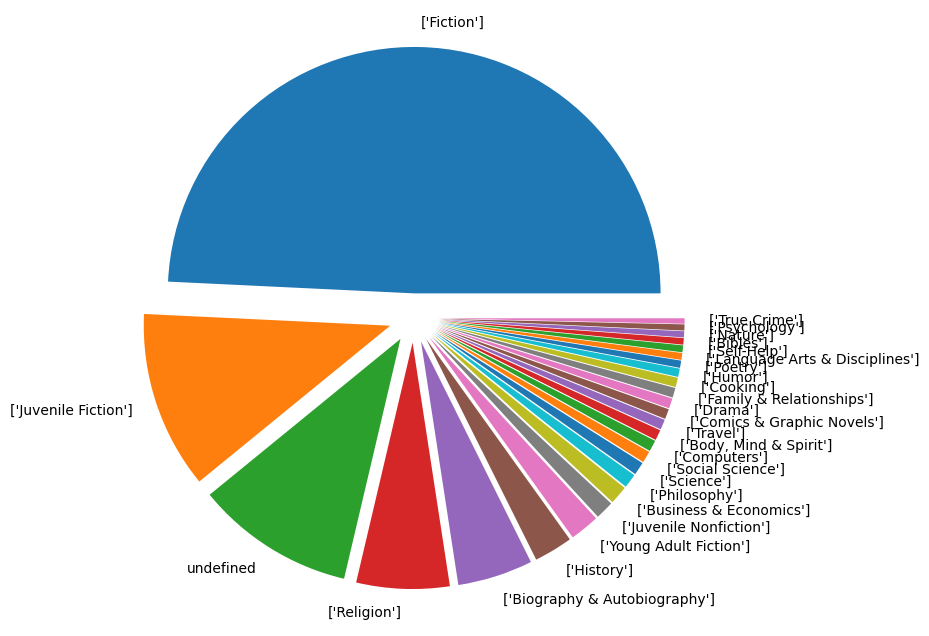 ['Fiction']
['True Crime']
['Psychology']
['Nature']
['Bibles']
['Self-Help']
['Language Arts & Disciplines']
['Poetry']
['Humor']
['Cooking']
['Family & Relationships']
['Drama']
['Comics & Graphic Novels']
['Juvenile Fiction']
['Travel']
['Body, Mind & Spirit']
['Computers']
['Social Science']
['Science']
['Philosophy']
['Business & Economics']
['Juvenile Nonfiction']
['Young Adult Fiction']
undefined
['History']
['Biography & Autobiography']
['Religion']